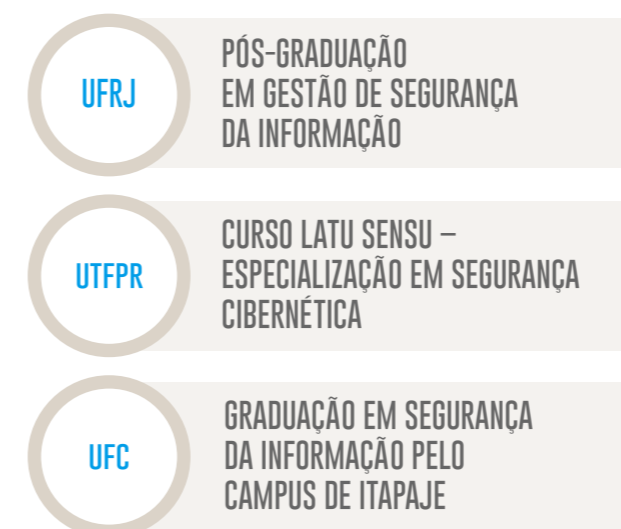 UFRJ
PÓS-GRADUAÇÃO
EM GESTÃO DE SEGURANÇA
DA INFORMAÇÃO
UTFPR
CURSO LATU SENSU –
ESPECIALIZAÇÃO EM SEGURANÇA
CIBERNÉTICA
UFC
GRADUAÇÃO EM SEGURANÇA
DA INFORMAÇÃO PELO
CAMPUS DE ITAPAJE